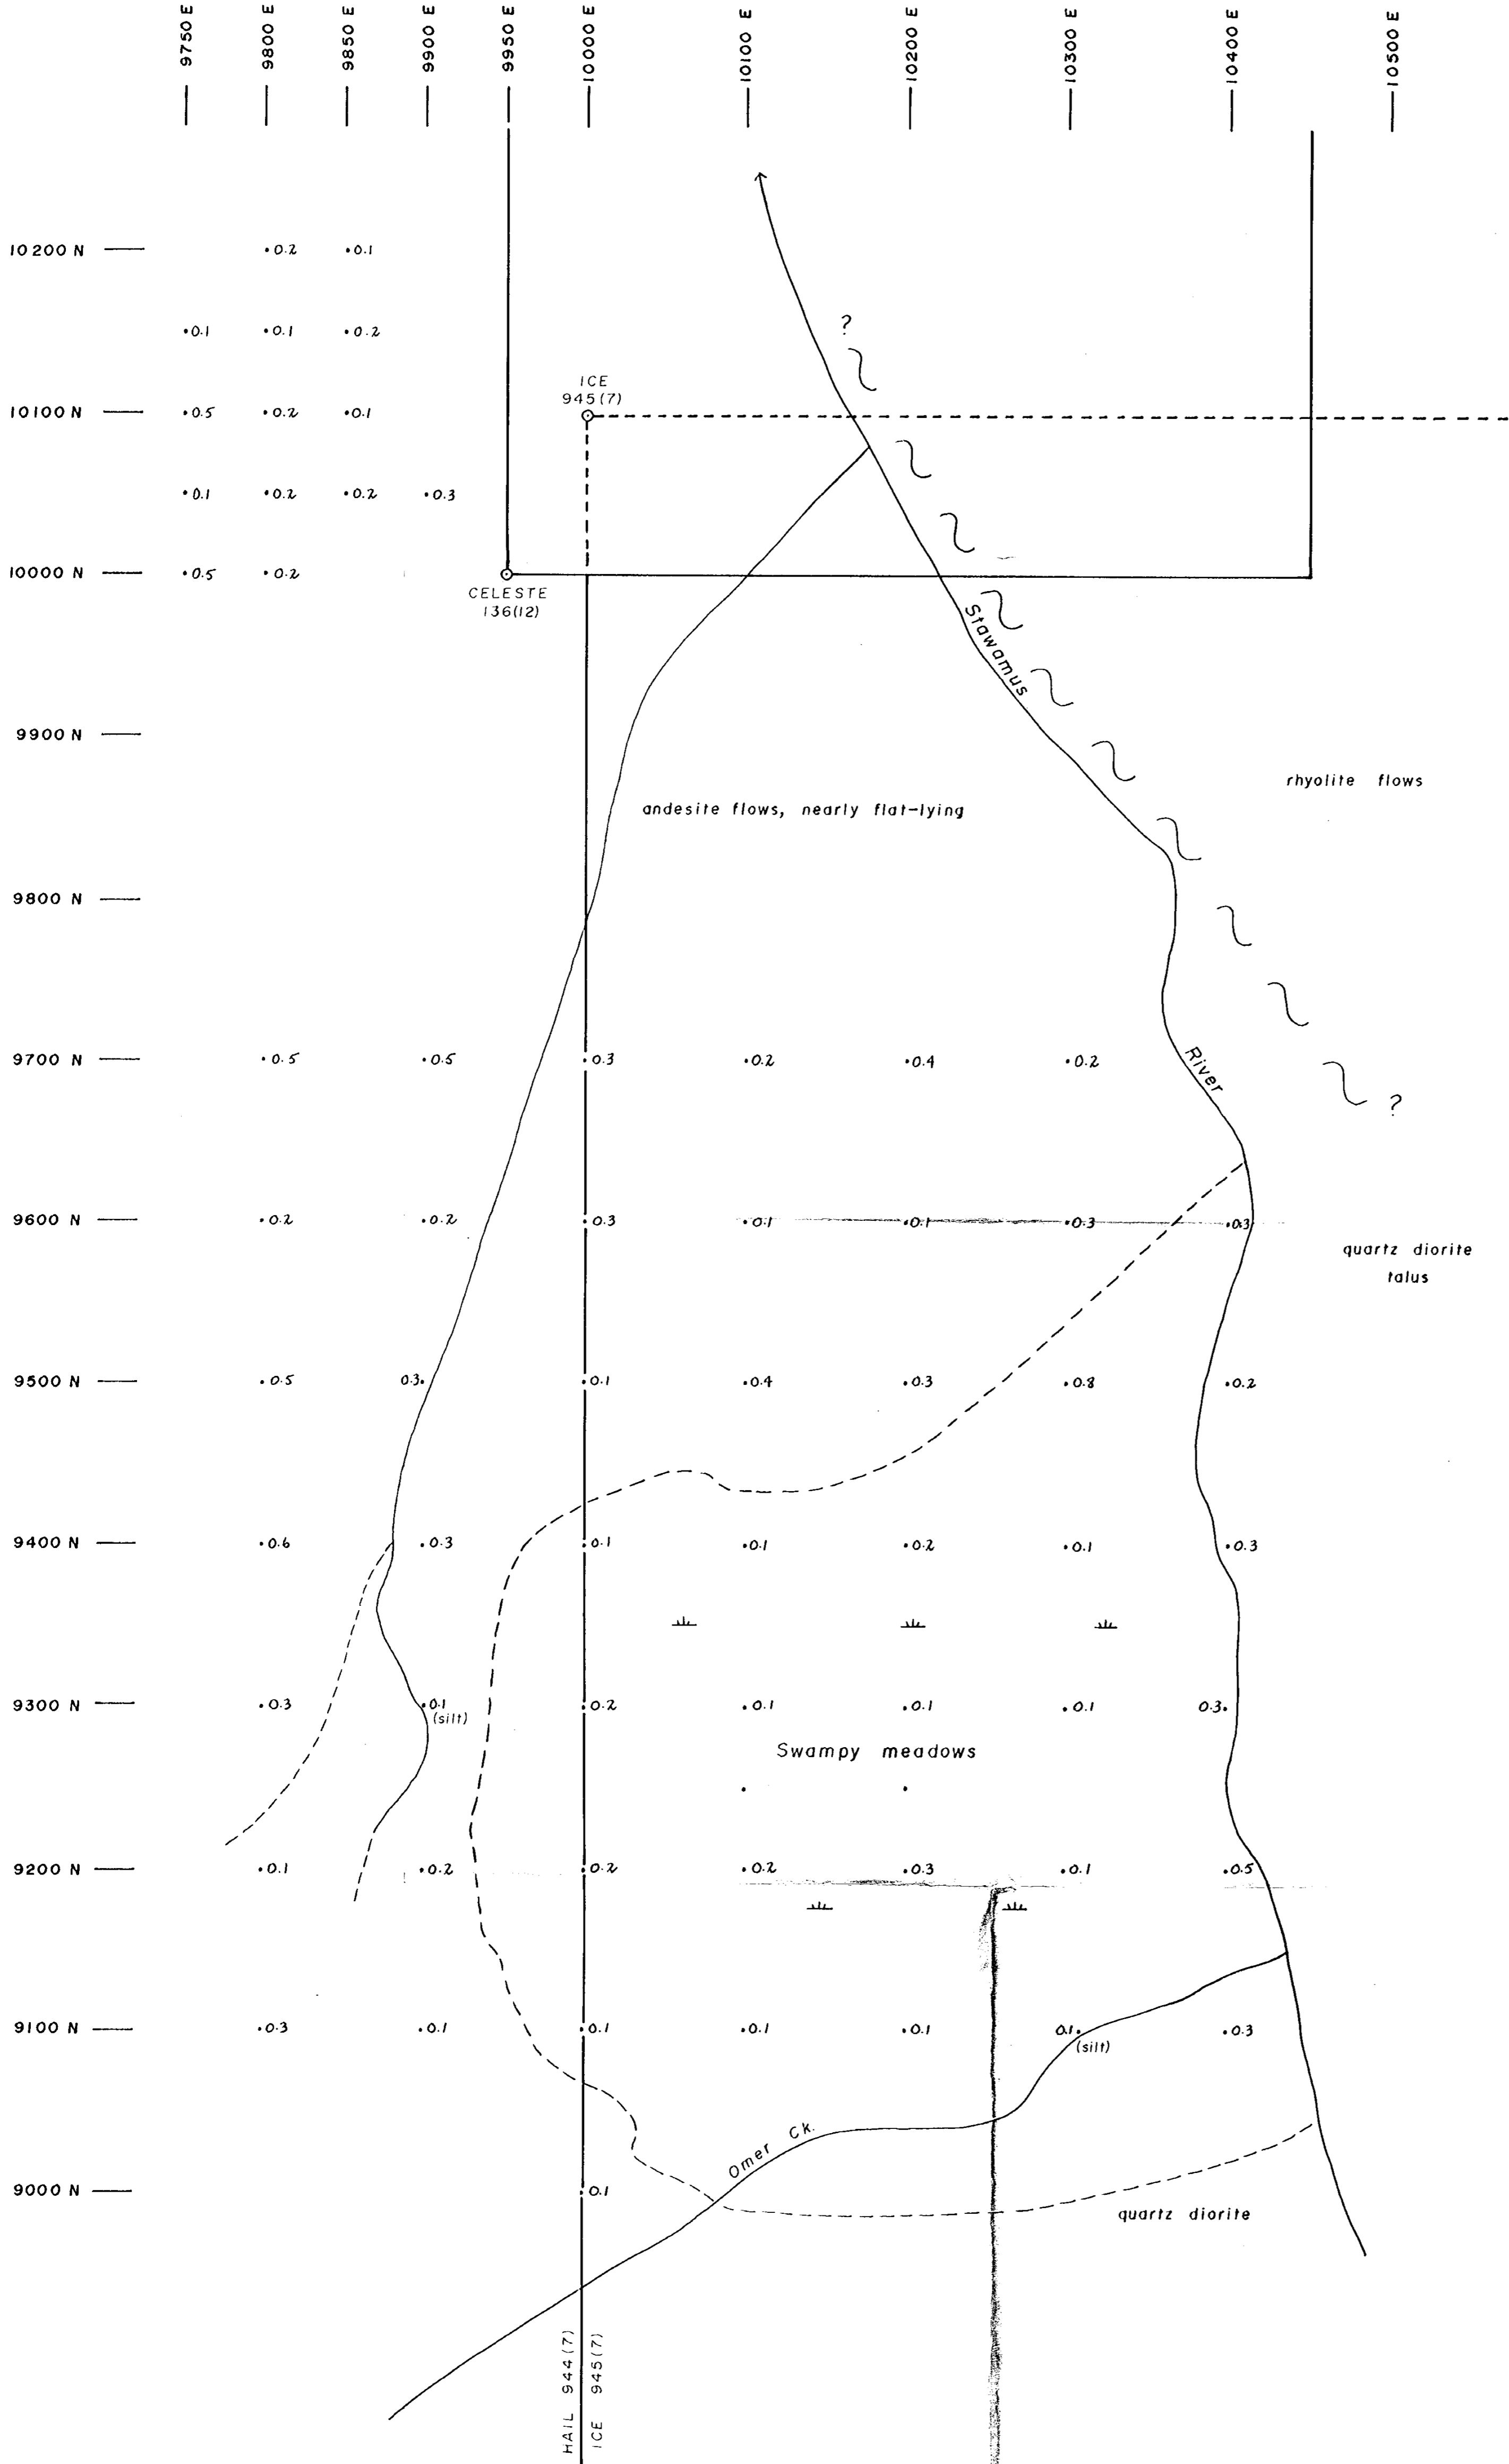 9750 E
9800 E
9850 E
9900 E
9950 E
10000 E
10100 E
10200 E
10300 E
10400 E
10500 E
10200 N
0.2
0.1
?
0.1
0.1
0.2
ICE
945(7)
10100 N
0.5
0.2
0.1
0.1
0.2
0.2
0.3
10000 N
0.5
0.2
CELESTE
136(12)
Stawamus
9900 N
rhyolite flows
andesite flows, nearly flat-lying
9800 N
9700 N
0.5
0.5
0.3
0.2
0.4
0.2
River
?
9600 N
0.2
0.2
0.3
0.1
0.1
0.3
0.3
quartz diorite
talus
9500 N
0.5
0.3
0.1
0.4
0.3
0.8
0.2
9400 N
0.6
0.3
0.1
0.1
0.2
0.1
0.3
9300 N
0.3
0.1
(silt)
0.2
0.1
0.1
0.1
0.3
Swampy meadows
9200 N
0.1
0.2
0.2
0.2
0.3
0.1
0.5
9100 N
0.3
0.1
0.1
0.1
0.1
0.1
(silt)
0.3
Omer Ck.
9000 N
0.1
quartz diorite
HAIL 944(7)
ICE 945(7)